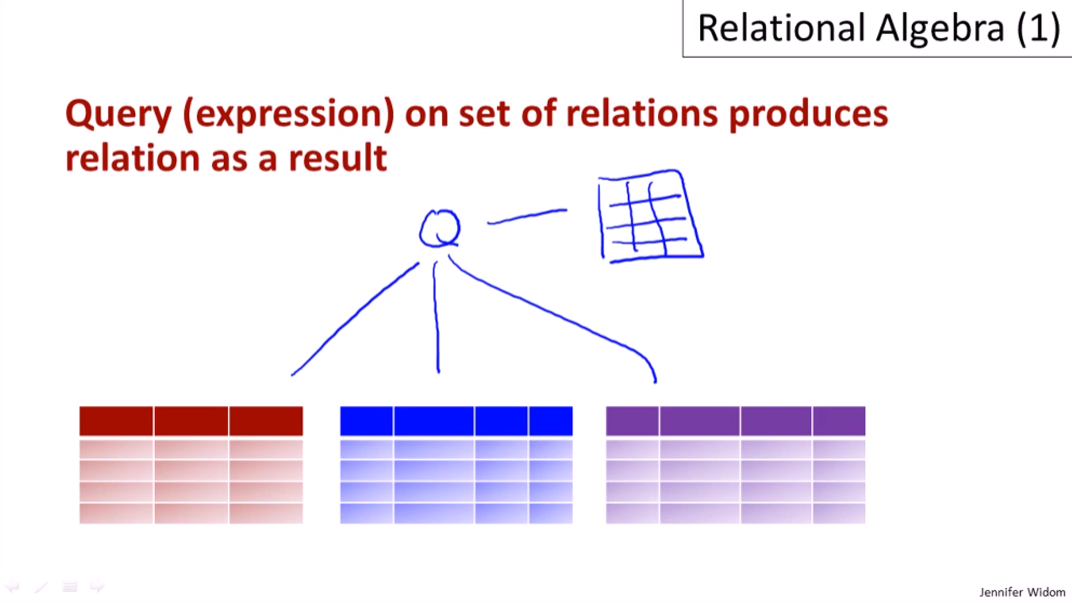 Relational Algebra (1)
Query (expression) on set of relations produces
relation as a result
Q
Jennifer Widom